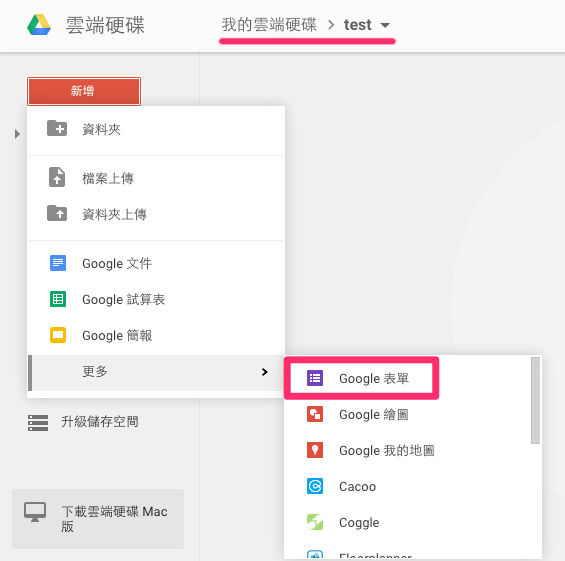 雲端硬碟
我的雲端硬碟 > test
新增
資料夾
檔案上傳
資料夾上傳
Google 文件
Google 試算表
Google 簡報
更多
Google 表單
Google 繪圖
Google 我的地圖
Cacoo
Coggle
Floorplanner
升級儲存空間
下載雲端硬碟 Mac
版